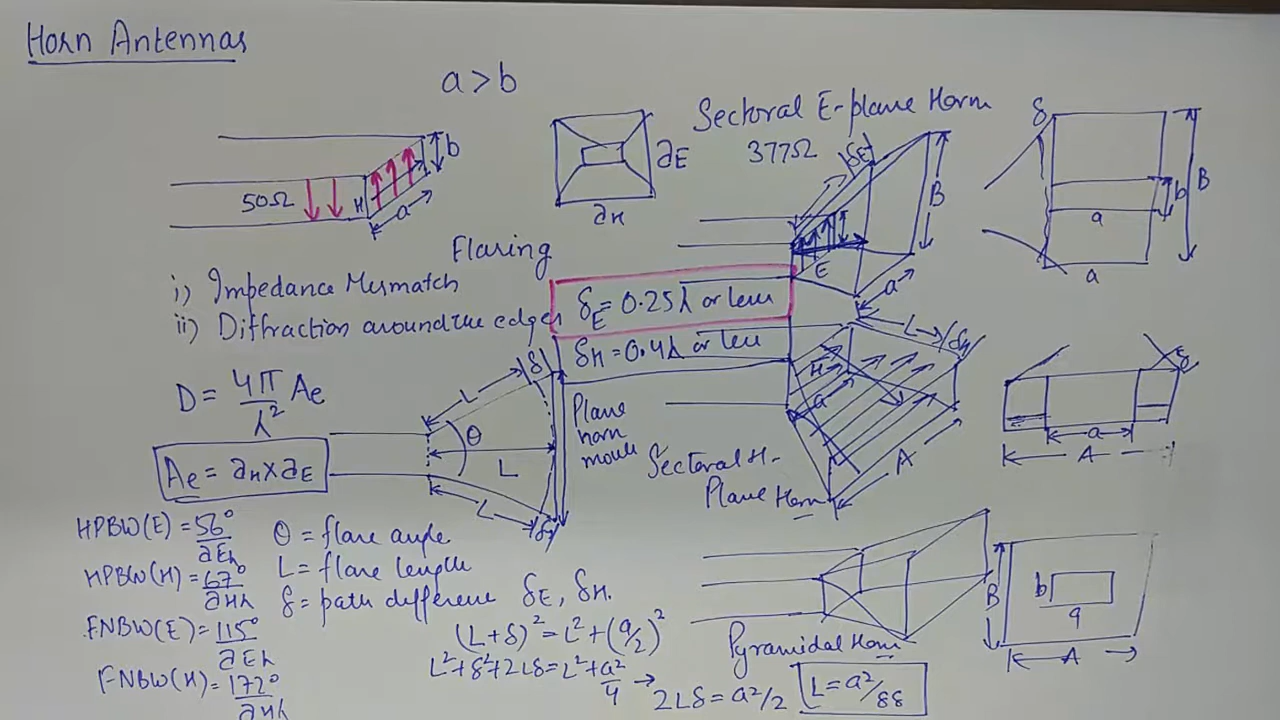 Horn Antennas
a > b
50Ω
H
b
a
∂E
∂H
Sectoral E-plane Horn
377Ω
δE
B
E
a
δ
b
B
a
a
Flaring
i) Impedance Mismatch
ii) Diffraction around the edges
δE = 0.25λ or less
δH = 0.4λ or less
D = 4π/λ² Ae
Ae = ∂H × ∂E
L
δ
θ
L
L
δ
Plane horn mouth
L
δH
H
a
A
Sectoral H-
Plane Horn
δ
a
A
HPBW(E) = 56°/∂Eλ
HPBW(H) = 67°/∂Hλ
FNBW(E) = 115°/∂Eλ
FNBW(H) = 172°/∂Hλ
θ = flare angle
L = flare length
δ = path different δE, δH.
(L+δ)² = L² + (a/2)²
L²+δ²+2Lδ = L² + a²/4 →
2Lδ = a²/2
L = a²/8δ
Pyramidal Horn
B
b
a
A